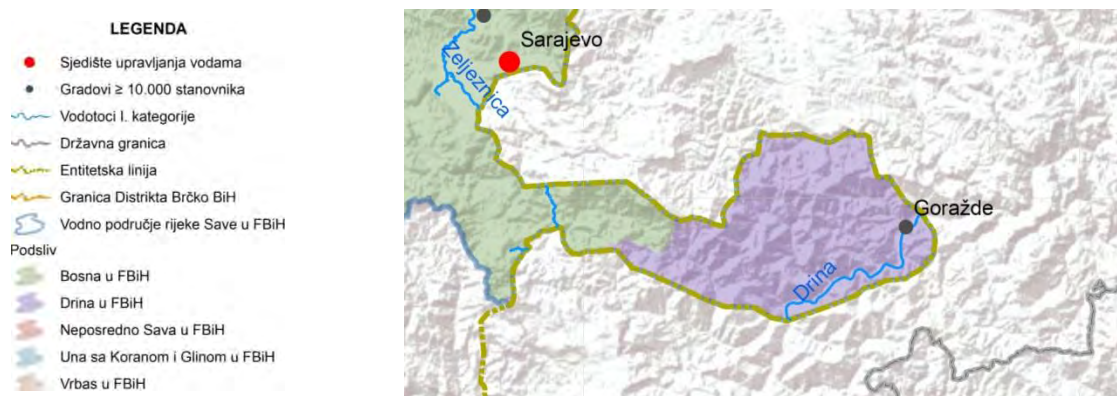 LEGENDA
Sjedište upravljanja vodama
Gradovi ≥ 10.000 stanovnika
Vodotoci I. kategorije
Državna granica
Entitetska linija
Granica Distrikta Brčko BiH
Vodno područje rijeke Save u FBiH
Podsliv
Bosna u FBiH
Drina u FBiH
Neposredno Sava u FBiH
Una sa Koranom i Glinom u FBiH
Vrbas u FBiH
Sarajevo
Željeznica
Goražde
Drina